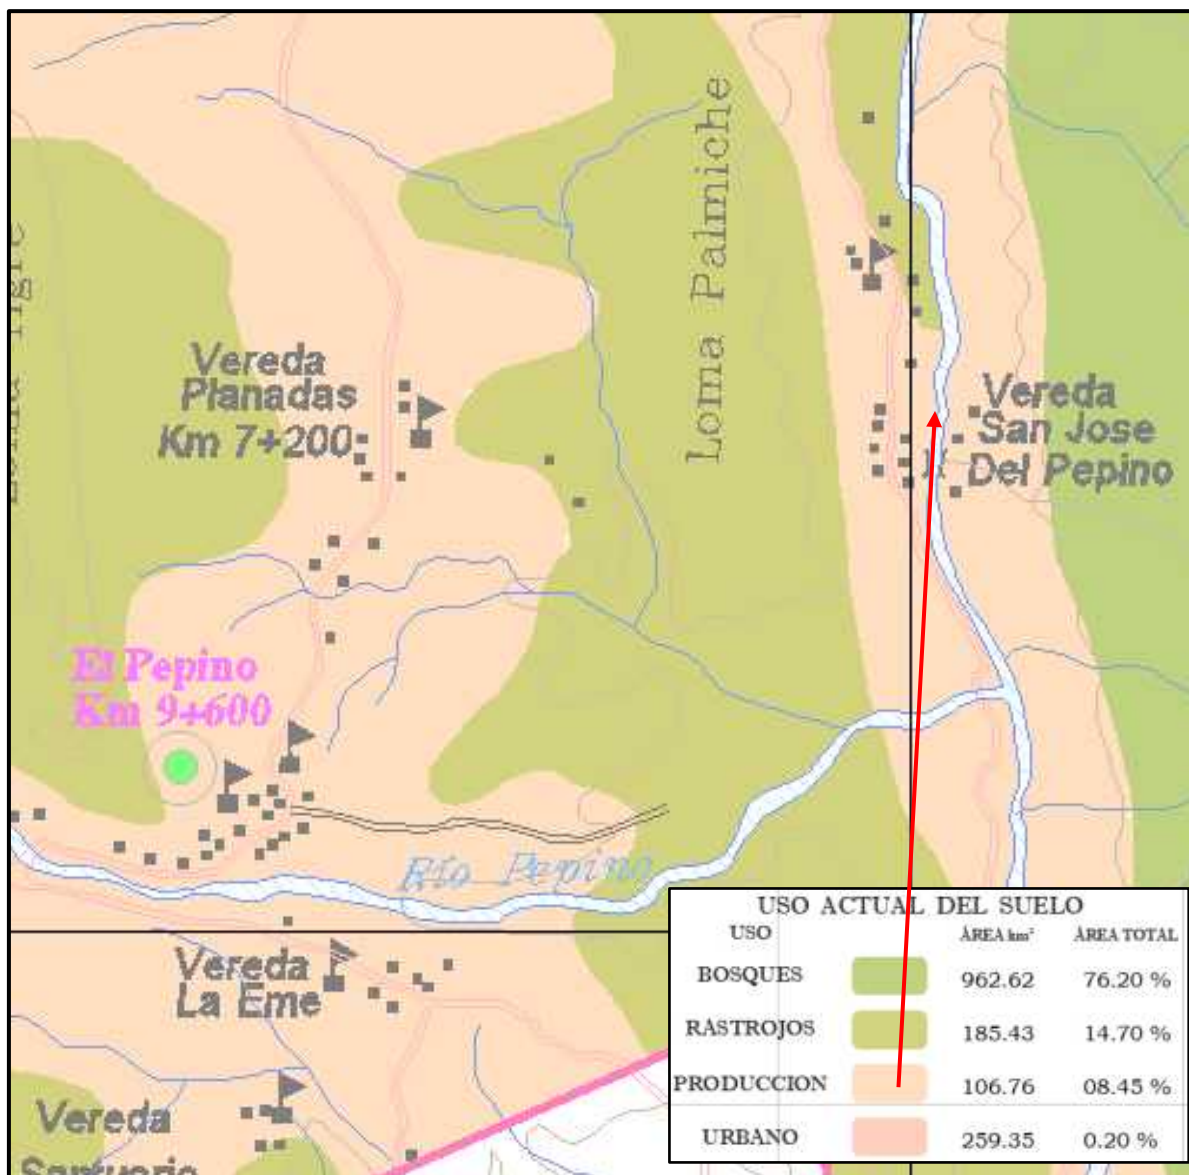 Loma Palmiche
Vereda
Planadas
Km 7+200
Vereda
San Jose
Del Pepino
El Pepino
Km 9+600
Rio Pepino
Vereda
La Eme
Vereda
Santuario
USO ACTUAL DEL SUELO
USO ÁREA km² ÁREA TOTAL
BOSQUES 962.62 76.20 %
RASTROJOS 185.43 14.70 %
PRODUCCION 106.76 08.45 %
URBANO 259.35 0.20 %